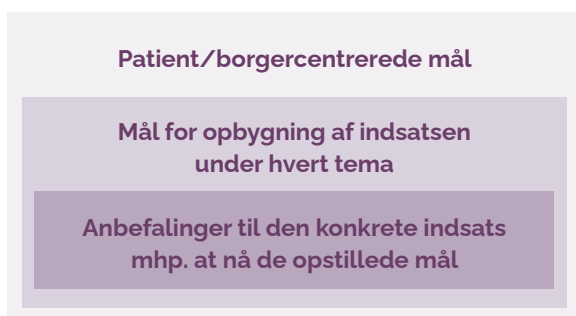 Patient/borgercentrerede mål
Mål for opbygning af indsatsen
under hvert tema
Anbefalinger til den konkrete indsats
mhp. at nå de opstillede mål